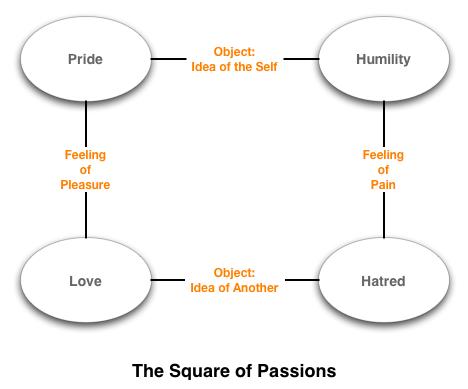 Pride
Object:
Idea of the Self
Humility
Feeling
of
Pleasure
Feeling
of
Pain
Love
Object:
Idea of Another
Hatred
The Square of Passions